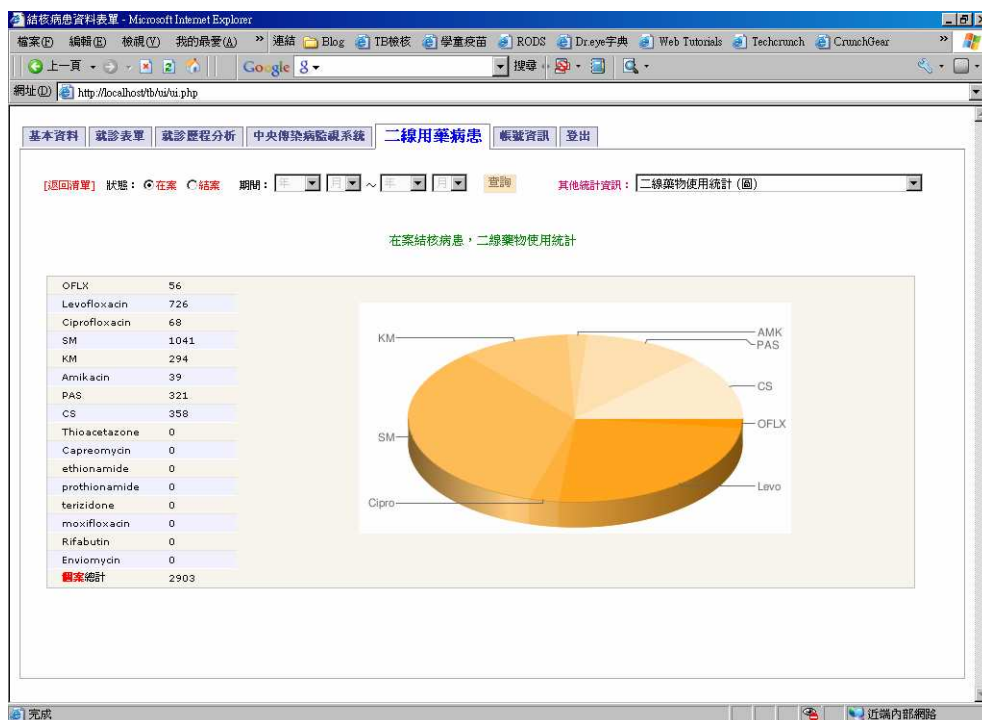 結核病患資料表單 - Microsoft Internet Explorer
檔案(F) 編輯(E) 檢視(V) 我的最愛(A) » 連結 Blog TB檢核 學童疫苗 RODS Dr.eye字典 Web Tutorials Techcrunch CrunchGear »
上一頁 Google 搜尋
網址(D) http://localhost/tb/ui/ui.php
基本資料 就診表單 就診歷程分析 中央傳染病監視系統 二線用藥病患 帳號資訊 登出
[返回清單] 狀態: 在案 結案 期間: 年 月 ~ 年 月 查詢 其他統計資訊: 二線藥物使用統計 (圖)
在案結核病患,二線藥物使用統計
OFLX 56
Levofloxacin 726
Ciprofloxacin 68
SM 1041
KM 294
Amikacin 39
PAS 321
CS 358
Thioacetazone 0
Capreomycin 0
ethionamide 0
prothionamide 0
terizidone 0
moxifloxacin 0
Rifabutin 0
Enviomycin 0
個案總計 2903
KM
AMK
PAS
CS
OFLX
SM
Levo
Cipro
完成 近端內部網路